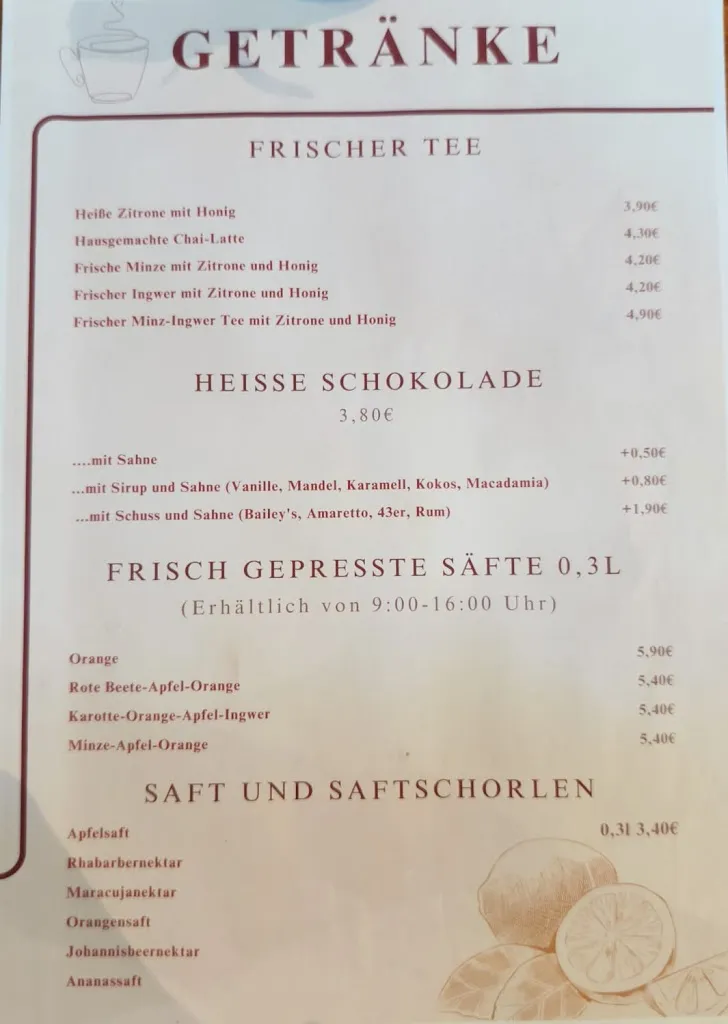 GETRÄNKE
FRISCHER TEE
Heiße Zitrone mit Honig 3,90€
Hausgemachte Chai-Latte 4,30€
Frische Minze mit Zitrone und Honig 4,20€
Frischer Ingwer mit Zitrone und Honig 4,20€
Frischer Minz-Ingwer Tee mit Zitrone und Honig 4,90€
HEISSE SCHOKOLADE
3,80€
....mit Sahne +0,50€
...mit Sirup und Sahne (Vanille, Mandel, Karamell, Kokos, Macadamia) +0,80€
...mit Schuss und Sahne (Bailey's, Amaretto, 43er, Rum) +1,90€
FRISCH GEPRESSTE SÄFTE 0,3L
(Erhältlich von 9:00-16:00 Uhr)
Orange 5,90€
Rote Beete-Apfel-Orange 5,40€
Karotte-Orange-Apfel-Ingwer 5,40€
Minze-Apfel-Orange 5,40€
SAFT UND SAFTSCHORLEN
Apfelsaft 0,3l 3,40€
Rhabarbernektar
Maracujanektar
Orangensaft
Johannisbeernektar
Ananassaft